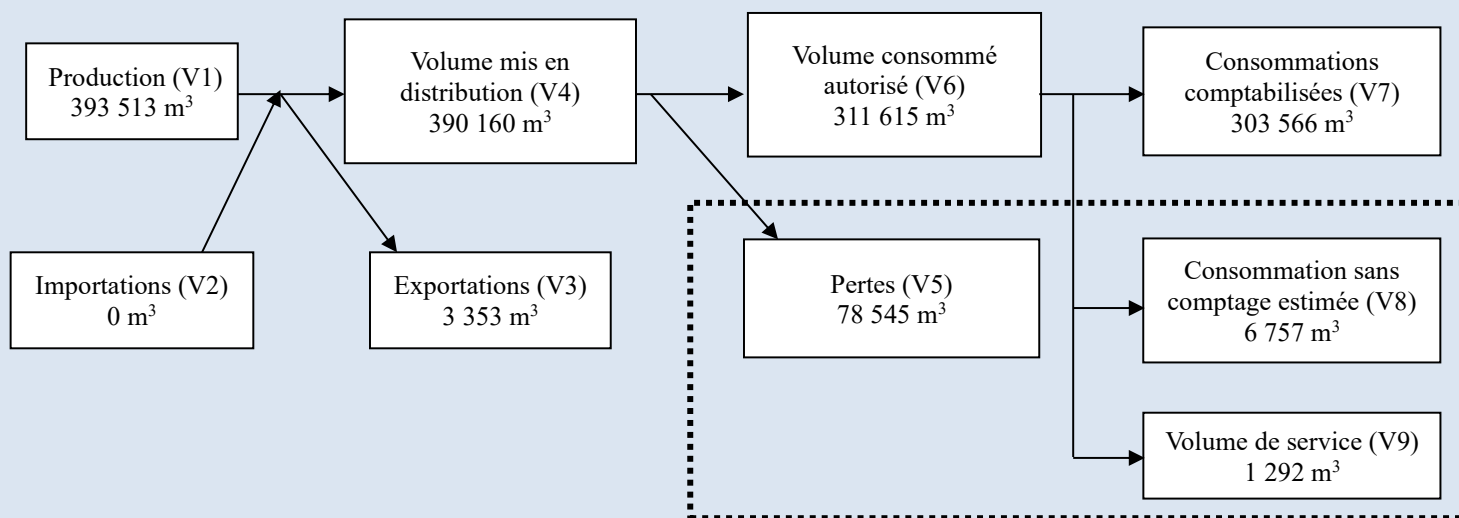 Production (V1)
393 513 m³
Volume mis en
distribution (V4)
390 160 m³
Volume consommé
autorisé (V6)
311 615 m³
Consommations
comptabilisées (V7)
303 566 m³
Importations (V2)
0 m³
Exportations (V3)
3 353 m³
Pertes (V5)
78 545 m³
Consommation sans
comptage estimée (V8)
6 757 m³
Volume de service (V9)
1 292 m³